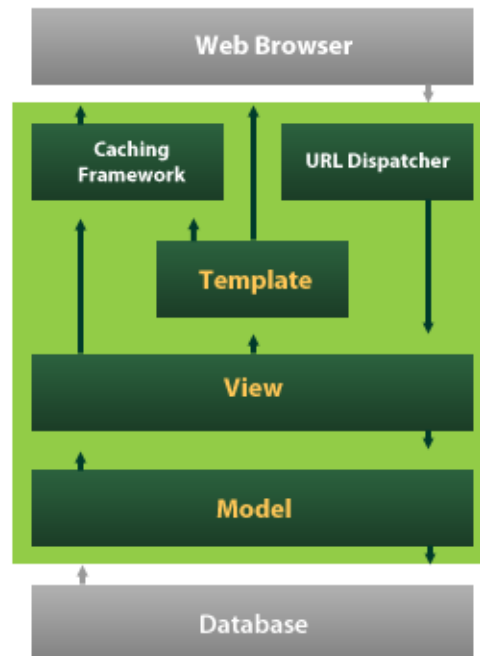 Web Browser
Caching
Framework
URL Dispatcher
Template
View
Model
Database